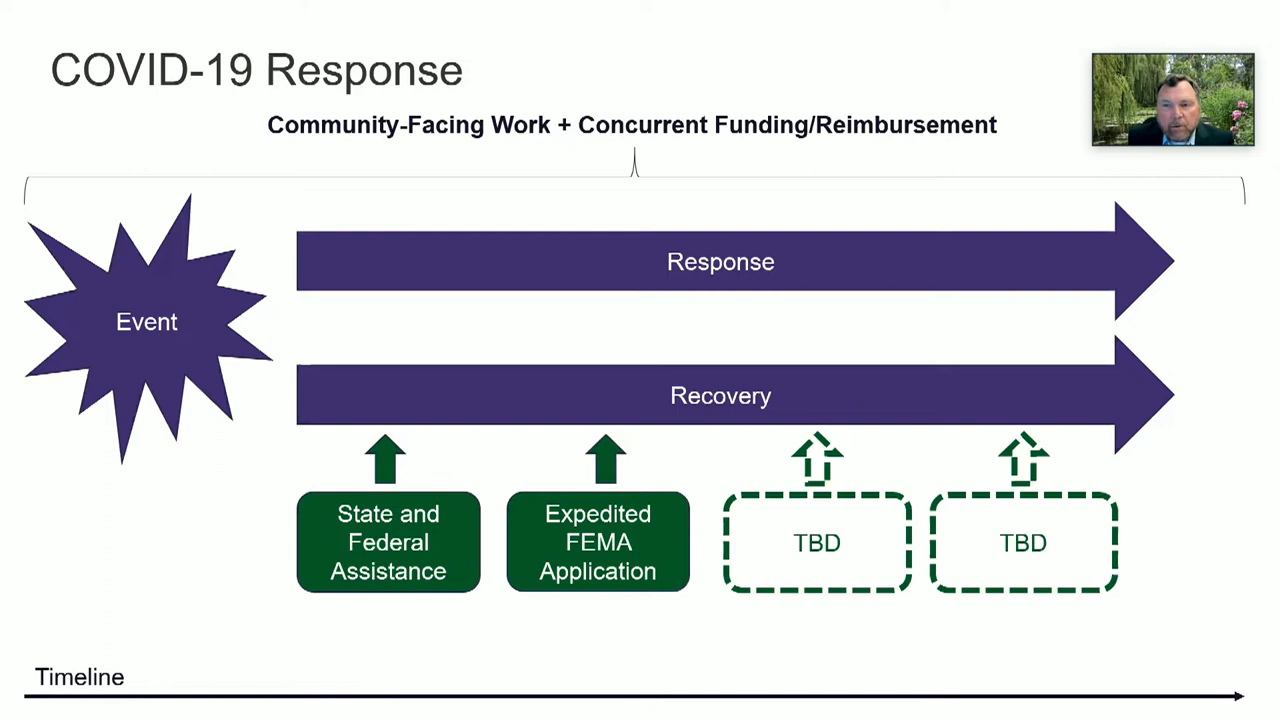 COVID-19 Response
Community-Facing Work + Concurrent Funding/Reimbursement
Event
Response
Recovery
State and
Federal
Assistance
Expedited
FEMA
Application
TBD
TBD
Timeline